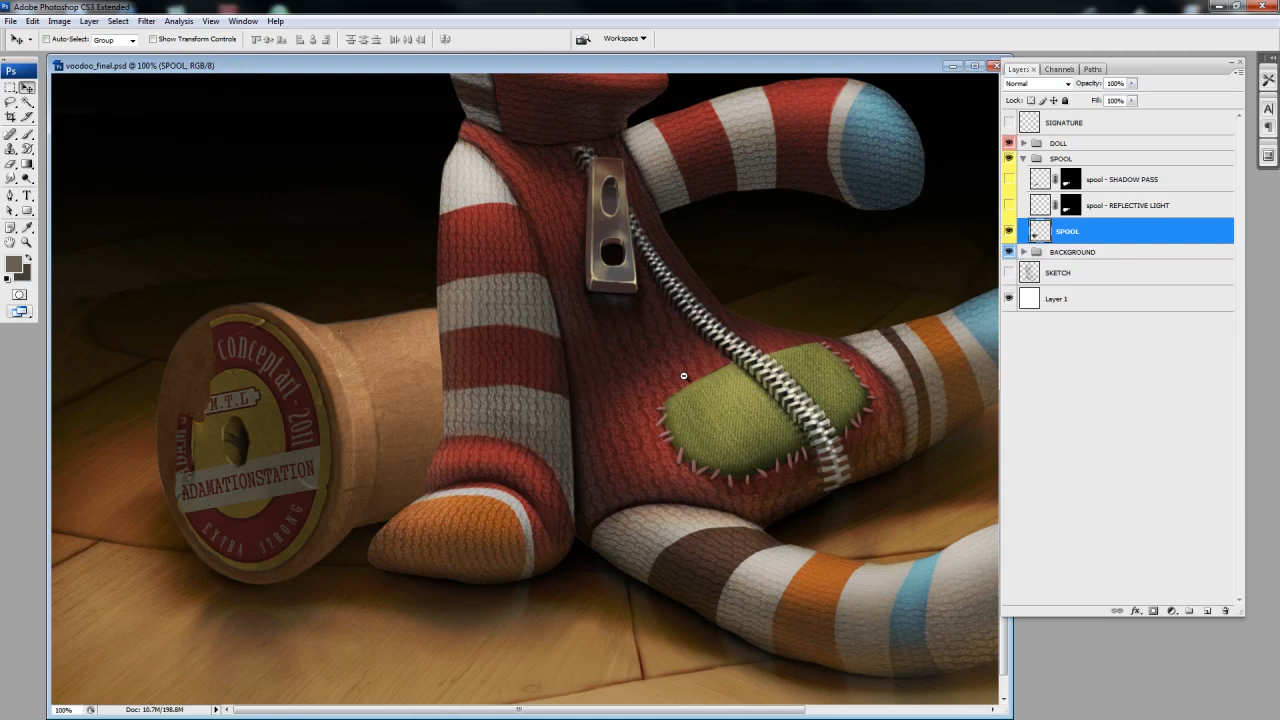 Adobe Photoshop CS3 Extended
File Edit Image Layer Select Filter Analysis View Window Help
Auto-Select: Group Show Transform Controls Workspace
Ps
voodoo_final.psd @ 100% (SPOOL, RGB/8)
Layers x Channels Paths
Normal Opacity: 100%
Lock: Fill: 100%
SIGNATURE
DOLL
SPOOL
spool - SHADOW PASS
spool - REFLECTIVE LIGHT
SPOOL
BACKGROUND
SKETCH
Layer 1
conceptart - 2011
M.T.L
ADAM'S
ADAMATIONSTATION
EXTRA STRONG
100% Doc: 10.7M/198.8M